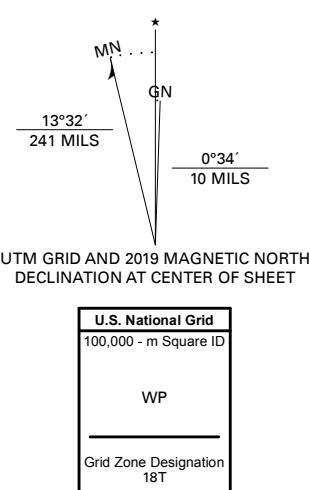 ★
MN
GN
13°32´
241 MILS
0°34´
10 MILS
UTM GRID AND 2019 MAGNETIC NORTH
DECLINATION AT CENTER OF SHEET
U.S. National Grid
100,000 - m Square ID
WP
Grid Zone Designation
18T